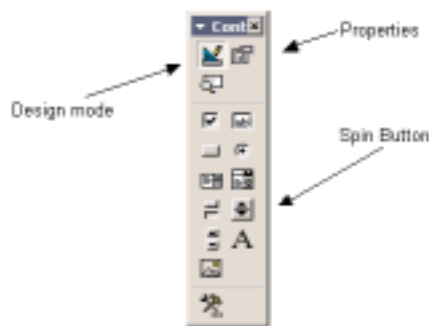 Cont
Properties
Design mode
Spin Button
A